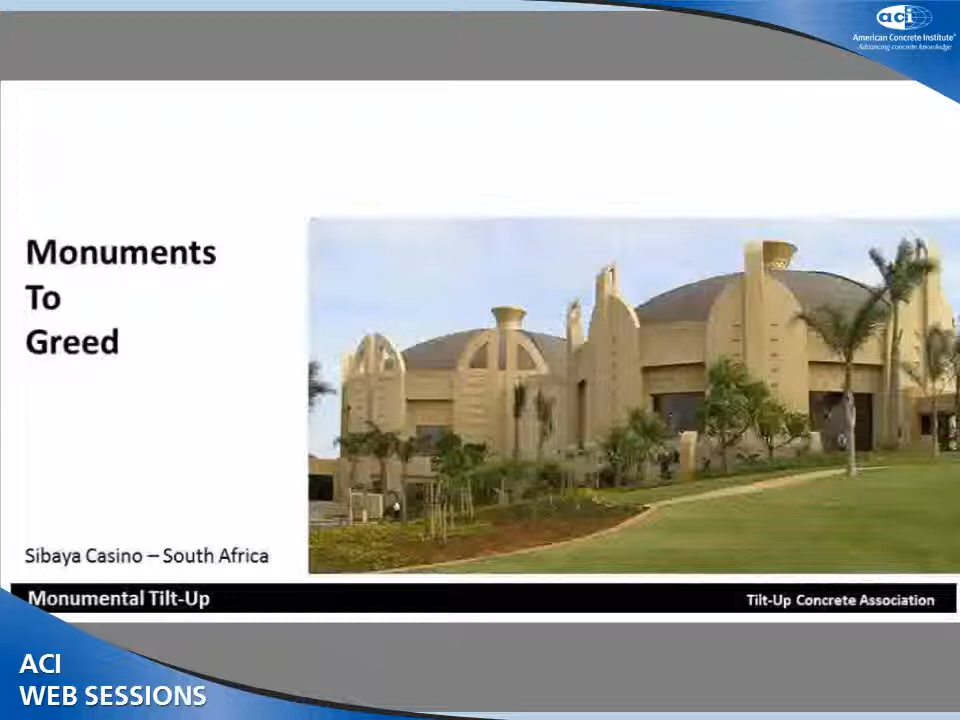 aci
American Concrete Institute®
Advancing concrete knowledge
Monuments
To
Greed
Sibaya Casino – South Africa
Monumental Tilt-Up
Tilt-Up Concrete Association
ACI
WEB SESSIONS